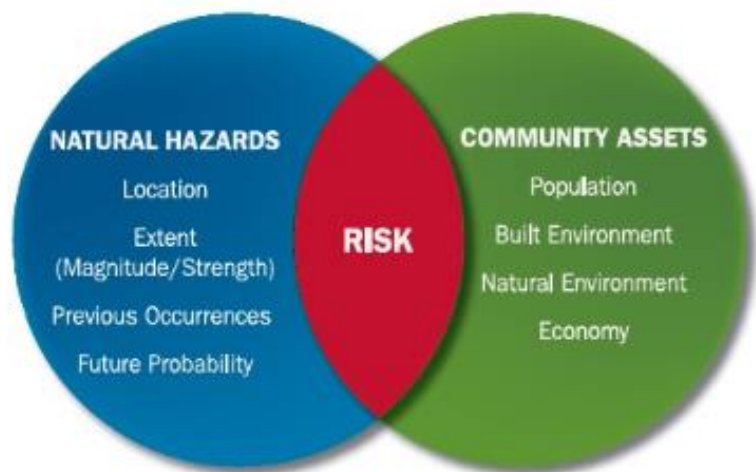 NATURAL HAZARDS
Location
Extent
(Magnitude/Strength)
Previous Occurrences
Future Probability
RISK
COMMUNITY ASSETS
Population
Built Environment
Natural Environment
Economy